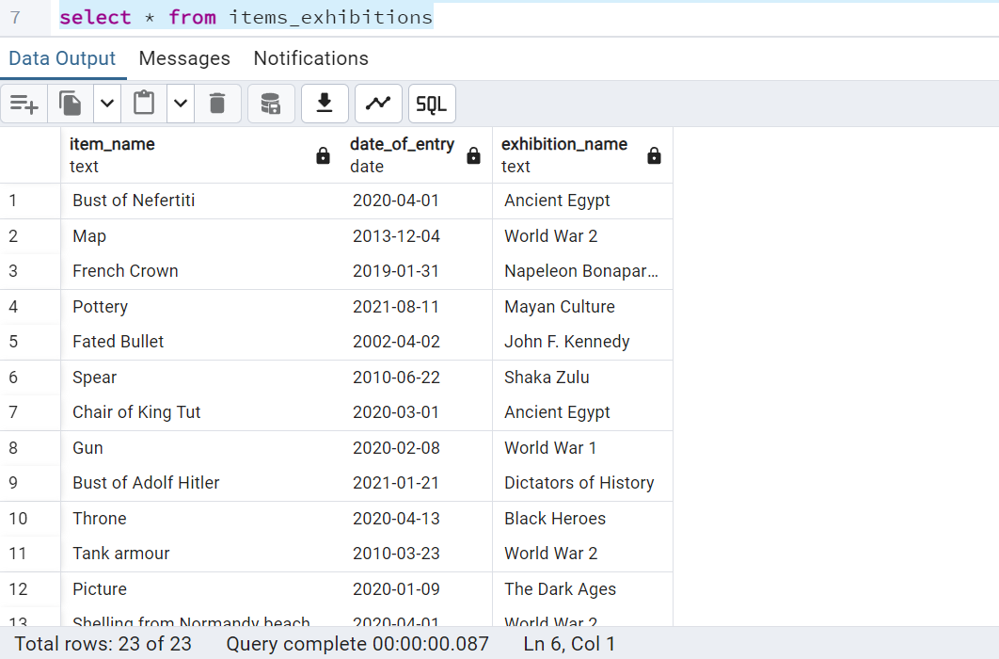 7 select * from items_exhibitions
Data Output Messages Notifications
SQL
item_name date_of_entry exhibition_name
text date text
1 Bust of Nefertiti 2020-04-01 Ancient Egypt
2 Map 2013-12-04 World War 2
3 French Crown 2019-01-31 Napeleon Bonapar...
4 Pottery 2021-08-11 Mayan Culture
5 Fated Bullet 2002-04-02 John F. Kennedy
6 Spear 2010-06-22 Shaka Zulu
7 Chair of King Tut 2020-03-01 Ancient Egypt
8 Gun 2020-02-08 World War 1
9 Bust of Adolf Hitler 2021-01-21 Dictators of History
10 Throne 2020-04-13 Black Heroes
11 Tank armour 2010-03-23 World War 2
12 Picture 2020-01-09 The Dark Ages
13 Shelling from Normandy beach 2020-04-01 World War 2
Total rows: 23 of 23 Query complete 00:00:00.087 Ln 6, Col 1